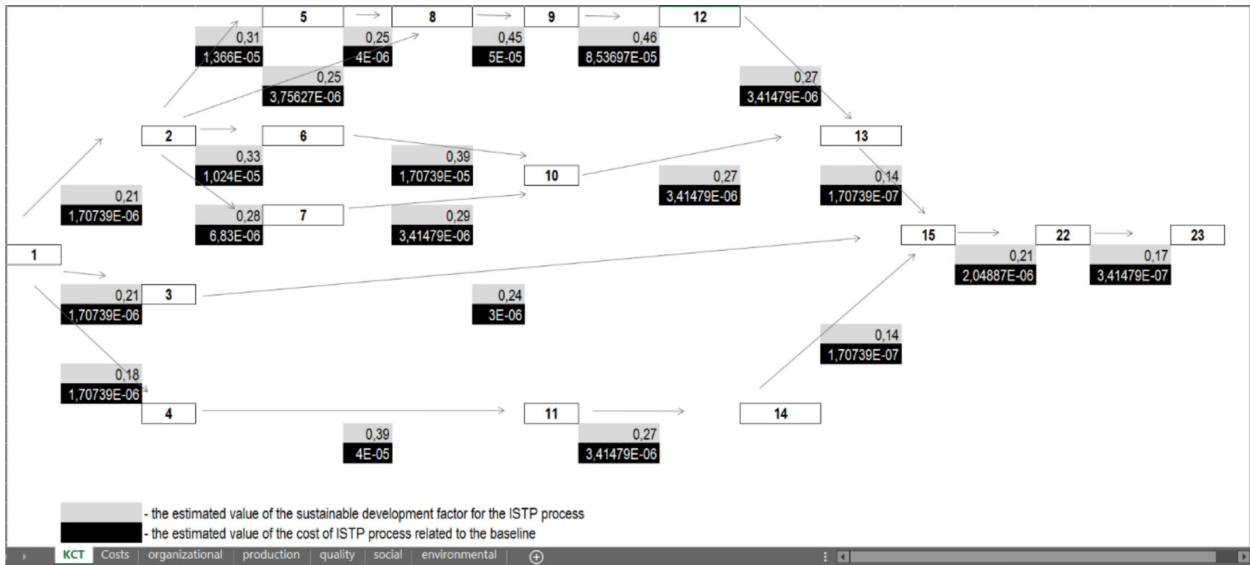 5 8 9 12
0,31 0,25 0,45 0,46
1,366E-05 4E-06 5E-05 8,53697E-05
0,25 0,27
3,75627E-06 3,41479E-06
2 6 13
0,33 0,39
1,024E-05 1,70739E-05 10 0,27 0,14
3,41479E-06 1,70739E-07
0,21
1,70739E-06
0,28 7 0,29
6,83E-06 3,41479E-06
15 22 23
1 0,21 0,17
2,04887E-06 3,41479E-07
0,21 3 0,24
1,70739E-06 3E-06
0,14
1,70739E-07
0,18
1,70739E-06
4 11 14
0,39 0,27
4E-05 3,41479E-06
- the estimated value of the sustainable development factor for the ISTP process
- the estimated value of the cost of ISTP process related to the baseline
KCT Costs organizational production quality social environmental